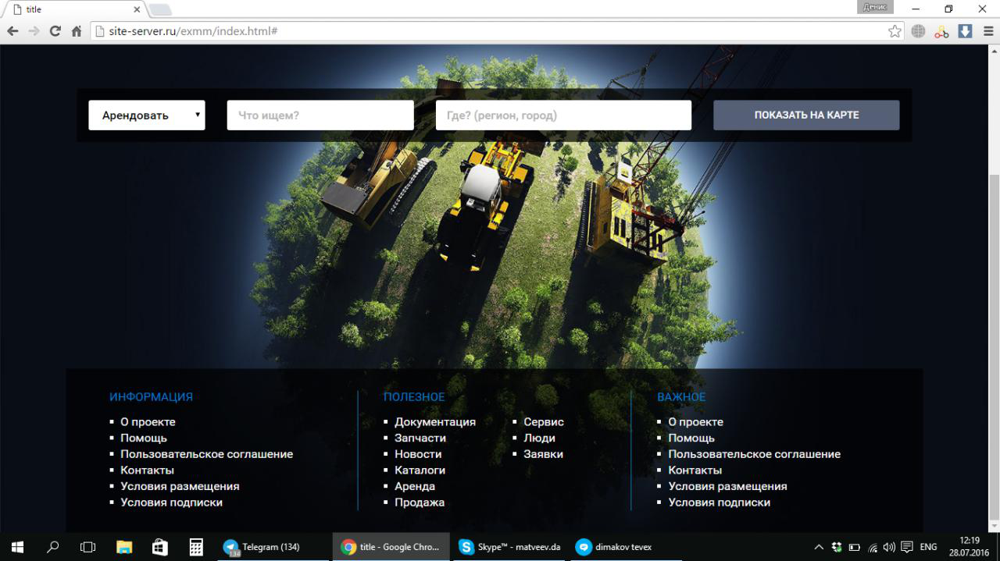 title
Денис
site-server.ru/exmm/index.html#
Арендовать
Что ищем?
Где? (регион, город)
ПОКАЗАТЬ НА КАРТЕ
ИНФОРМАЦИЯ
О проекте
Помощь
Пользовательское соглашение
Контакты
Условия размещения
Условия подписки
ПОЛЕЗНОЕ
Документация
Запчасти
Новости
Каталоги
Аренда
Продажа
Сервис
Люди
Заявки
ВАЖНОЕ
О проекте
Помощь
Пользовательское соглашение
Контакты
Условия размещения
Условия подписки
134
Telegram (134)
title - Google Chro...
Skype™ - matveev.da
dimakov tevex
ENG
12:19
28.07.2016